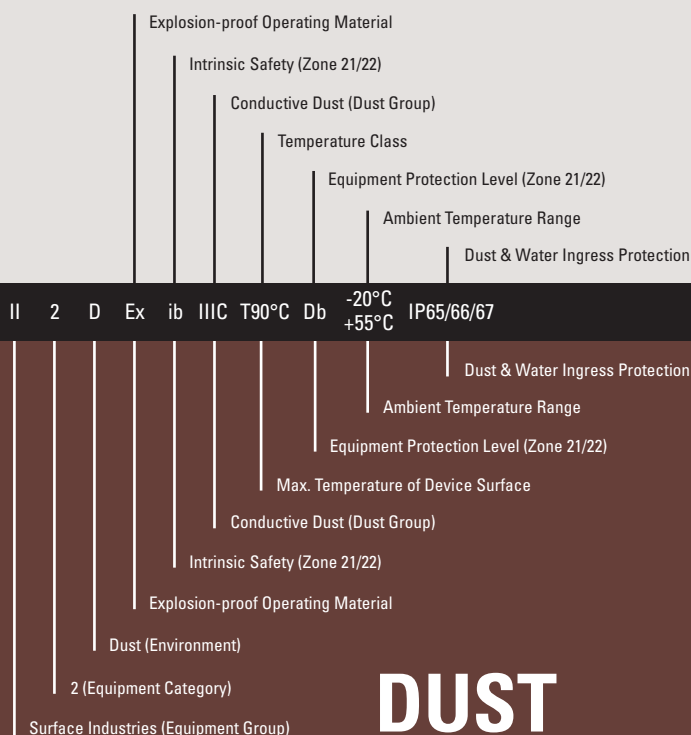 Explosion-proof Operating Material
Intrinsic Safety (Zone 21/22)
Conductive Dust (Dust Group)
Temperature Class
Equipment Protection Level (Zone 21/22)
Ambient Temperature Range
Dust & Water Ingress Protection
II 2 D Ex ib IIIC T90°C Db -20°C +55°C IP65/66/67
Dust & Water Ingress Protection
Ambient Temperature Range
Equipment Protection Level (Zone 21/22)
Max. Temperature of Device Surface
Conductive Dust (Dust Group)
Intrinsic Safety (Zone 21/22)
Explosion-proof Operating Material
Dust (Environment)
2 (Equipment Category)
Surface Industries (Equipment Group)
DUST